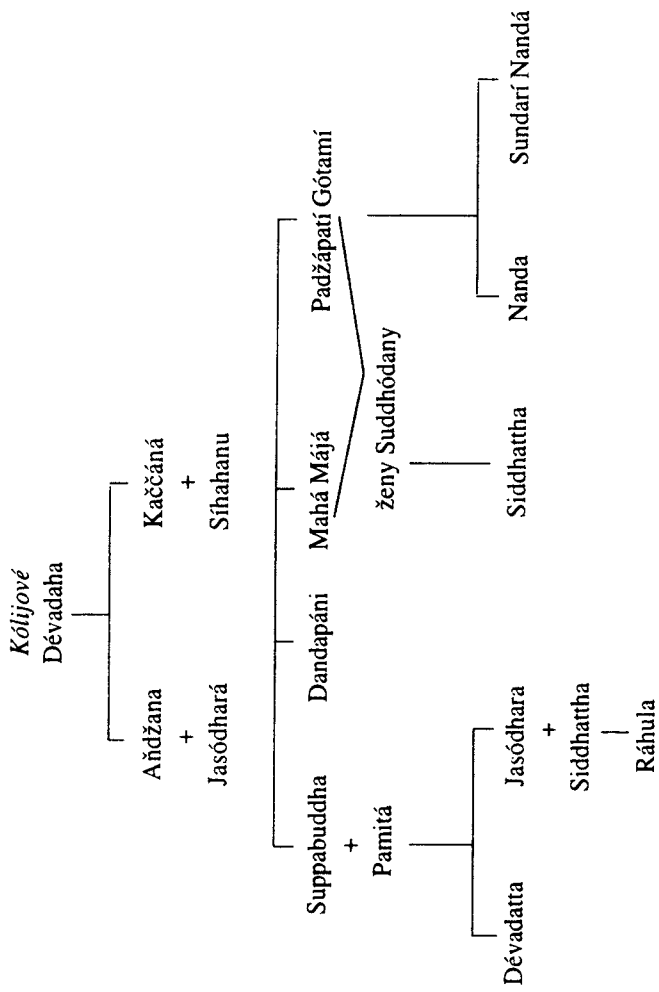 Kólijové
Dévadaha
Aňdžana Kaččáná
+ +
Jasódhará Síhahanu
Suppabuddha Dandapáni Mahá Májá Padžápatí Gótamí
+
Pamitá
ženy Suddhódany
Dévadatta Jasódhara Siddhattha Nanda Sundarí Nandá
+
Siddhattha
Ráhula